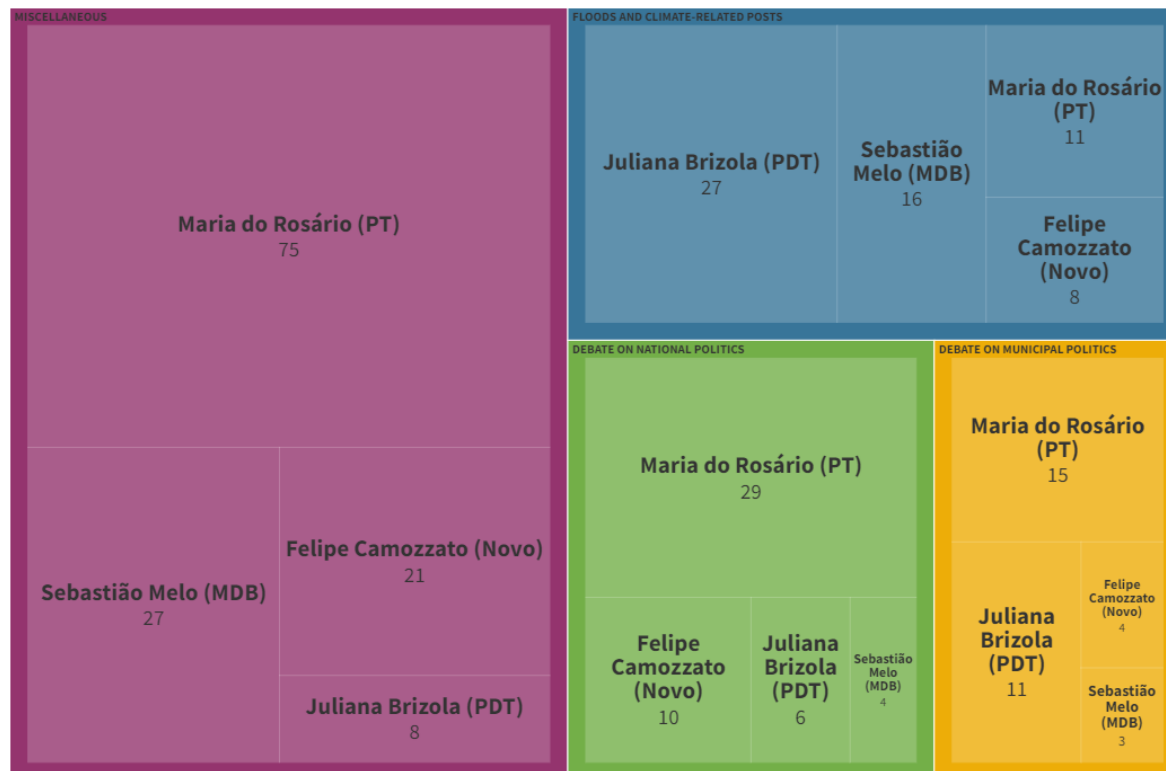 MISCELLANEOUS
Maria do Rosário (PT)
75
Sebastião Melo (MDB)
27
Felipe Camozzato (Novo)
21
Juliana Brizola (PDT)
8
FLOODS AND CLIMATE-RELATED POSTS
Juliana Brizola (PDT)
27
Sebastião
Melo (MDB)
16
Maria do Rosário
(PT)
11
Felipe
Camozzato
(Novo)
8
DEBATE ON NATIONAL POLITICS
Maria do Rosário (PT)
29
Felipe
Camozzato
(Novo)
10
Juliana
Brizola
(PDT)
6
Sebastião
Melo
(MDB)
4
DEBATE ON MUNICIPAL POLITICS
Maria do Rosário
(PT)
15
Juliana
Brizola
(PDT)
11
Felipe
Camozzato
(Novo)
4
Sebastião
Melo
(MDB)
3